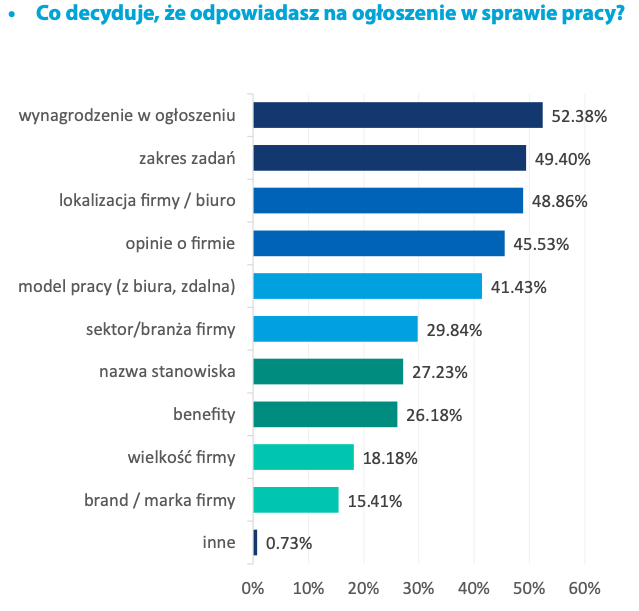 • Co decyduje, że odpowiadasz na ogłoszenie w sprawie pracy?
wynagrodzenie w ogłoszeniu 52.38%
zakres zadań 49.40%
lokalizacja firmy / biuro 48.86%
opinie o firmie 45.53%
model pracy (z biura, zdalna) 41.43%
sektor/branża firmy 29.84%
nazwa stanowiska 27.23%
benefity 26.18%
wielkość firmy 18.18%
brand / marka firmy 15.41%
inne 0.73%
0% 10% 20% 30% 40% 50% 60%